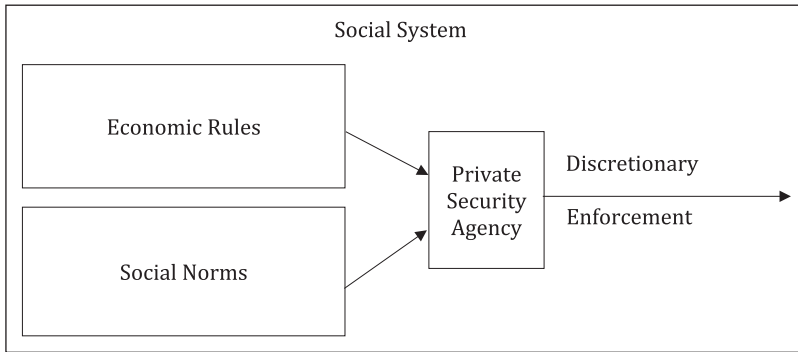 Social System
Economic Rules
Social Norms
Private
Security
Agency
Discretionary
Enforcement